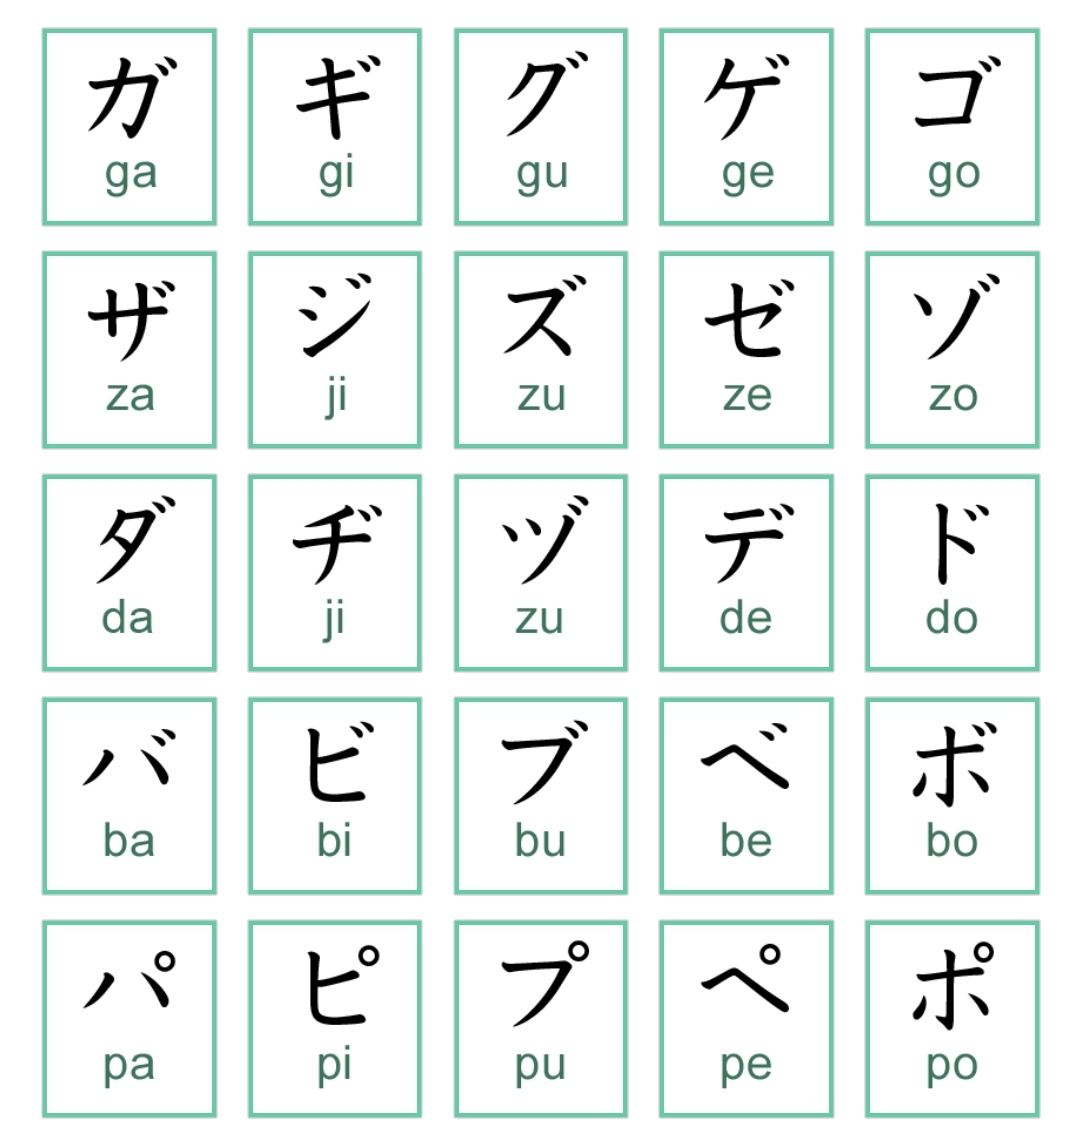 ガ ギ グ ゲ ゴ
ga gi gu ge go
ザ ジ ズ ゼ ゾ
za ji zu ze zo
ダ ヂ ヅ デ ド
da ji zu de do
バ ビ ブ ベ ボ
ba bi bu be bo
パ ピ プ ペ ポ
pa pi pu pe po